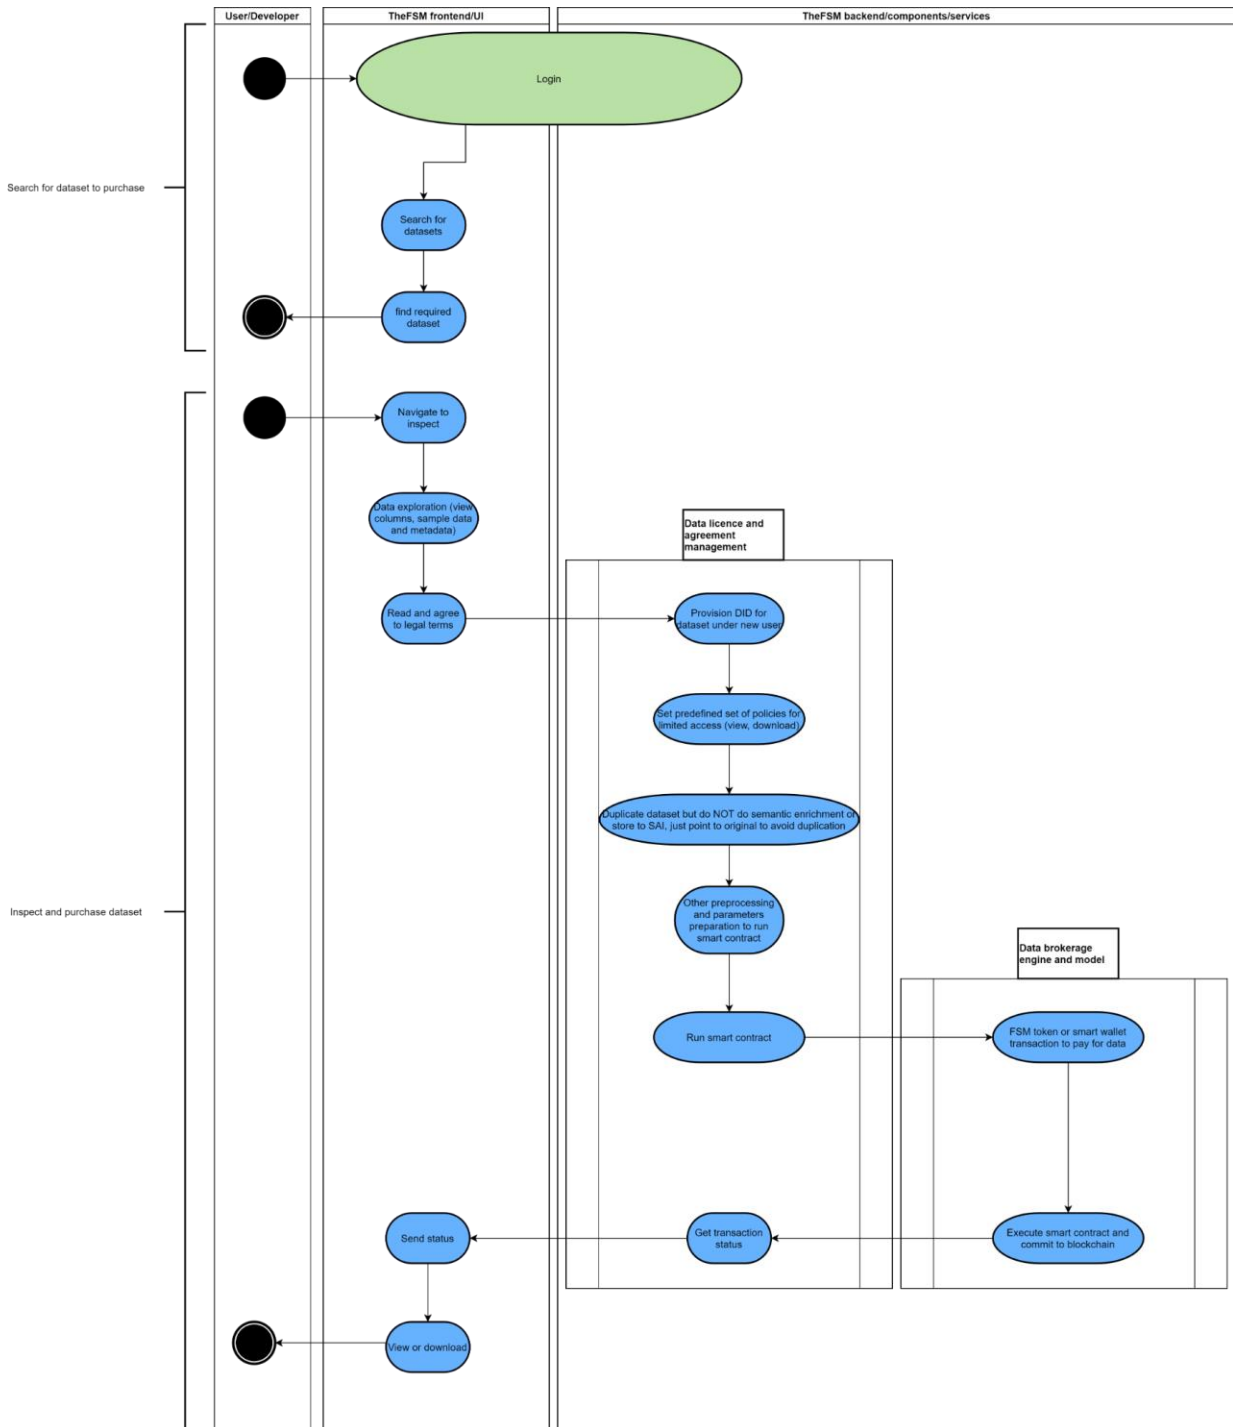 User/Developer
TheFSM frontend/UI
TheFSM backend/components/services
Login
Search for dataset to purchase
Search for
datasets
find required
dataset
Navigate to
inspect
Data exploration (view
columns, sample data
and metadata)
Data licence and
agreement
management
Read and agree
to legal terms
Provision DID for
dataset under new user
Set predefined set of policies for
limited access (view, download)
Duplicate dataset but do NOT do semantic enrichment or
store to SAI, just point to original to avoid duplication
Inspect and purchase dataset
Other preprocessing
and parameters
preparation to run
smart contract
Data brokerage
engine and model
Run smart contract
FSM token or smart wallet
transaction to pay for data
Send status
Get transaction
status
Execute smart contract and
commit to blockchain
View or download